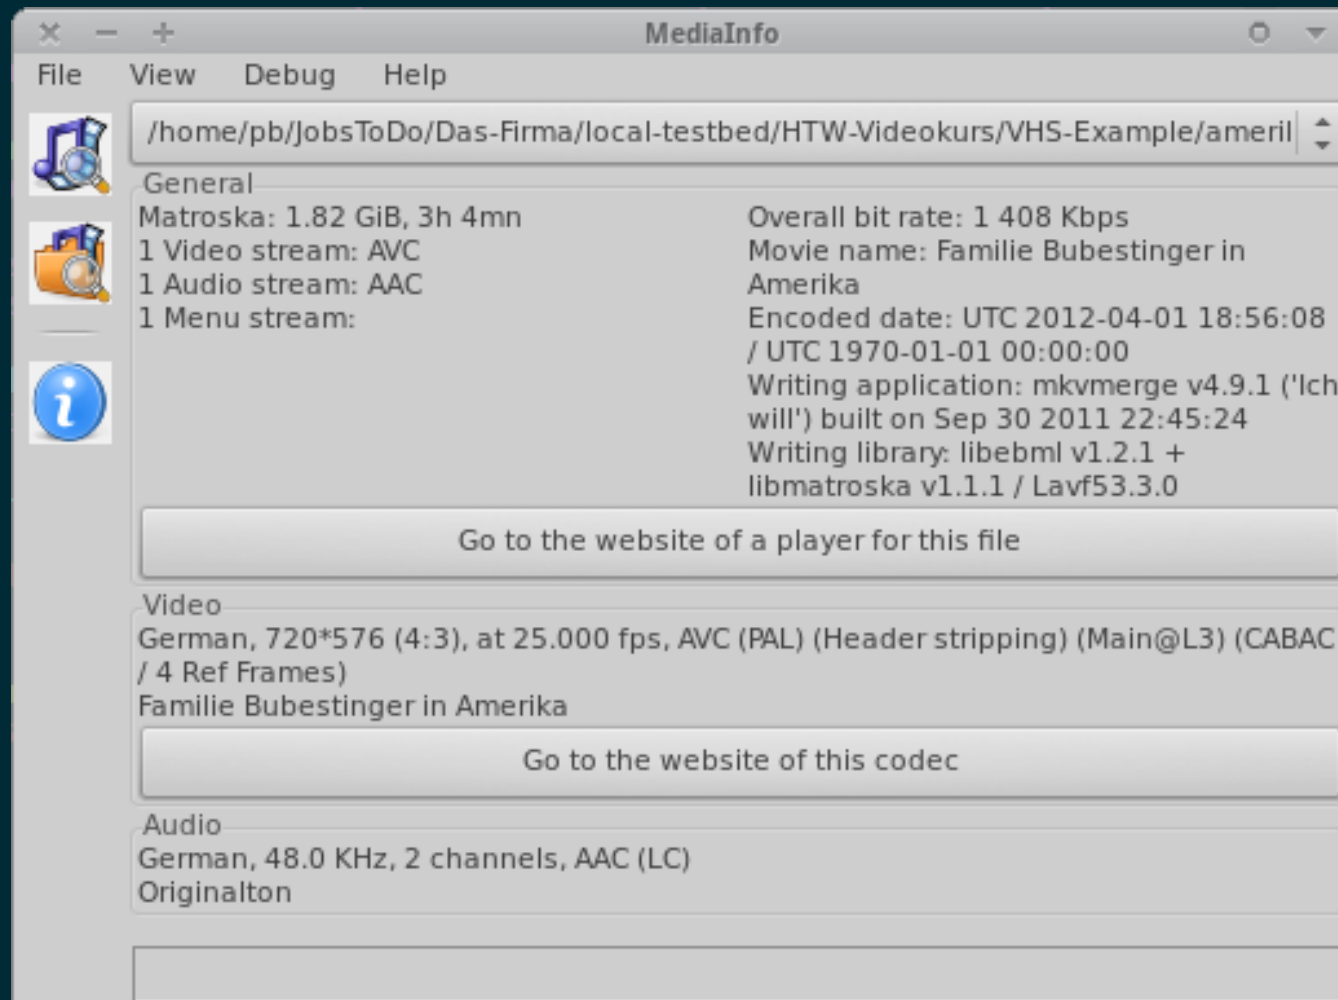 MediaInfo
File View Debug Help
/home/pb/JobsToDo/Das-Firma/local-testbed/HTW-Videokurs/VHS-Example/ameril
General
Matroska: 1.82 GiB, 3h 4mn
1 Video stream: AVC
1 Audio stream: AAC
1 Menu stream:
Overall bit rate: 1 408 Kbps
Movie name: Familie Bubestinger in
Amerika
Encoded date: UTC 2012-04-01 18:56:08
/ UTC 1970-01-01 00:00:00
Writing application: mkvmerge v4.9.1 ('Ich
will') built on Sep 30 2011 22:45:24
Writing library: libebml v1.2.1 +
libmatroska v1.1.1 / Lavf53.3.0
Go to the website of a player for this file
Video
German, 720*576 (4:3), at 25.000 fps, AVC (PAL) (Header stripping) (Main@L3) (CABAC
/ 4 Ref Frames)
Familie Bubestinger in Amerika
Go to the website of this codec
Audio
German, 48.0 KHz, 2 channels, AAC (LC)
Originalton